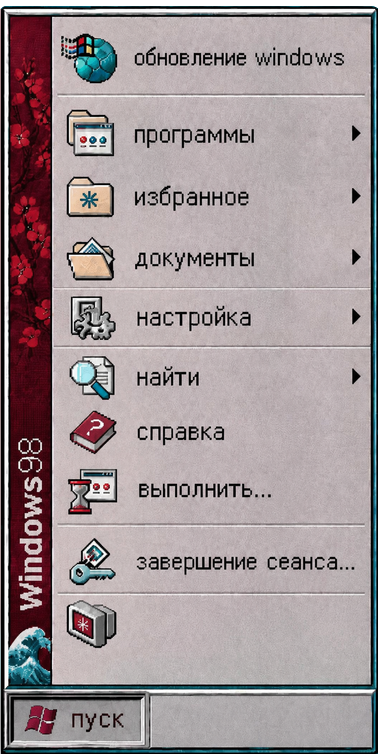 обновление windows
программы
избранное
документы
настройка
найти
справка
выполнить...
завершение сеанса...
Windows98
пуск